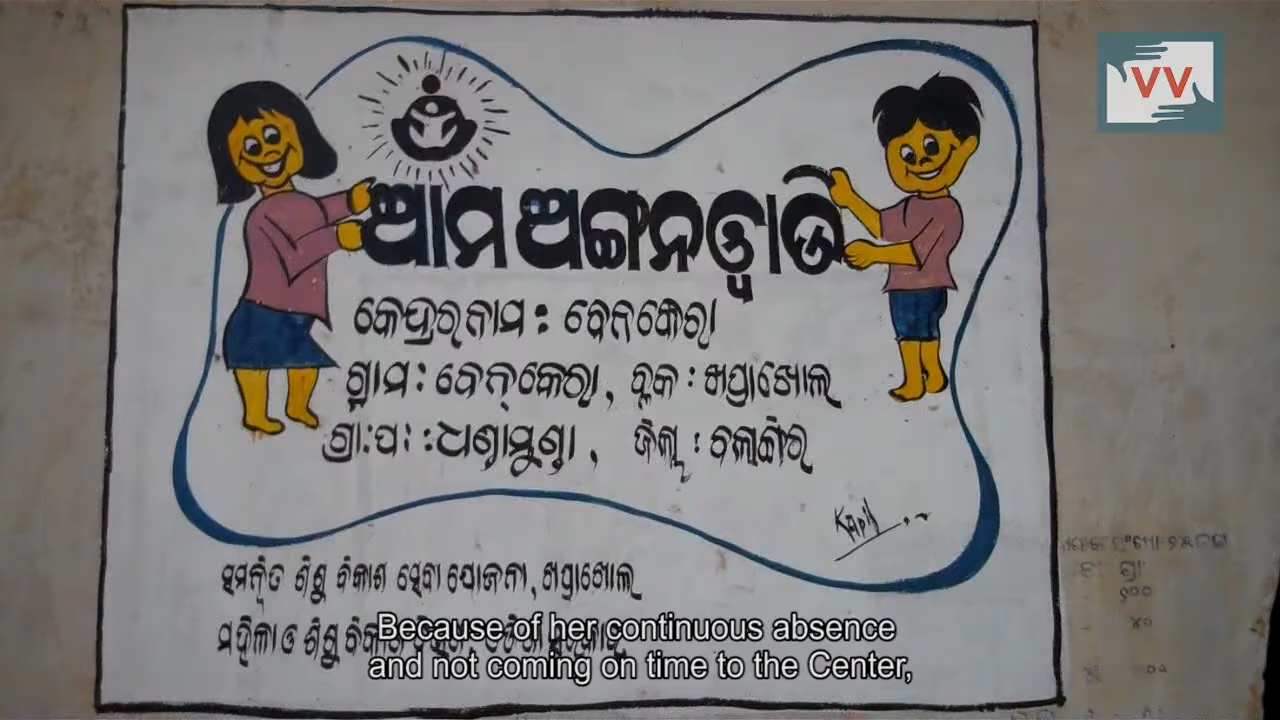 VV
ଆମ ଅଙ୍ଗନୱାଡି
କେନ୍ଦ୍ରର ନାମ : ବେନକେରା
ଗ୍ରାମ : ବେନ୍‌କେରା, ବ୍ଲକ : ଖପ୍ରାଖୋଲ
ଗ୍ରା:ପ: : ଧଣ୍ଡାମୁଣ୍ଡା, ଜିଲ୍ଲା : ବଲାଙ୍ଗିର
Kapil
ସମନ୍ୱିତ ଶିଶୁ ବିକାଶ ସେବା ଯୋଜନା, ଖପ୍ରାଖୋଲ
ମହିଳା ଓ ଶିଶୁ
Because of her continuous absence
and not coming on time to the Center,